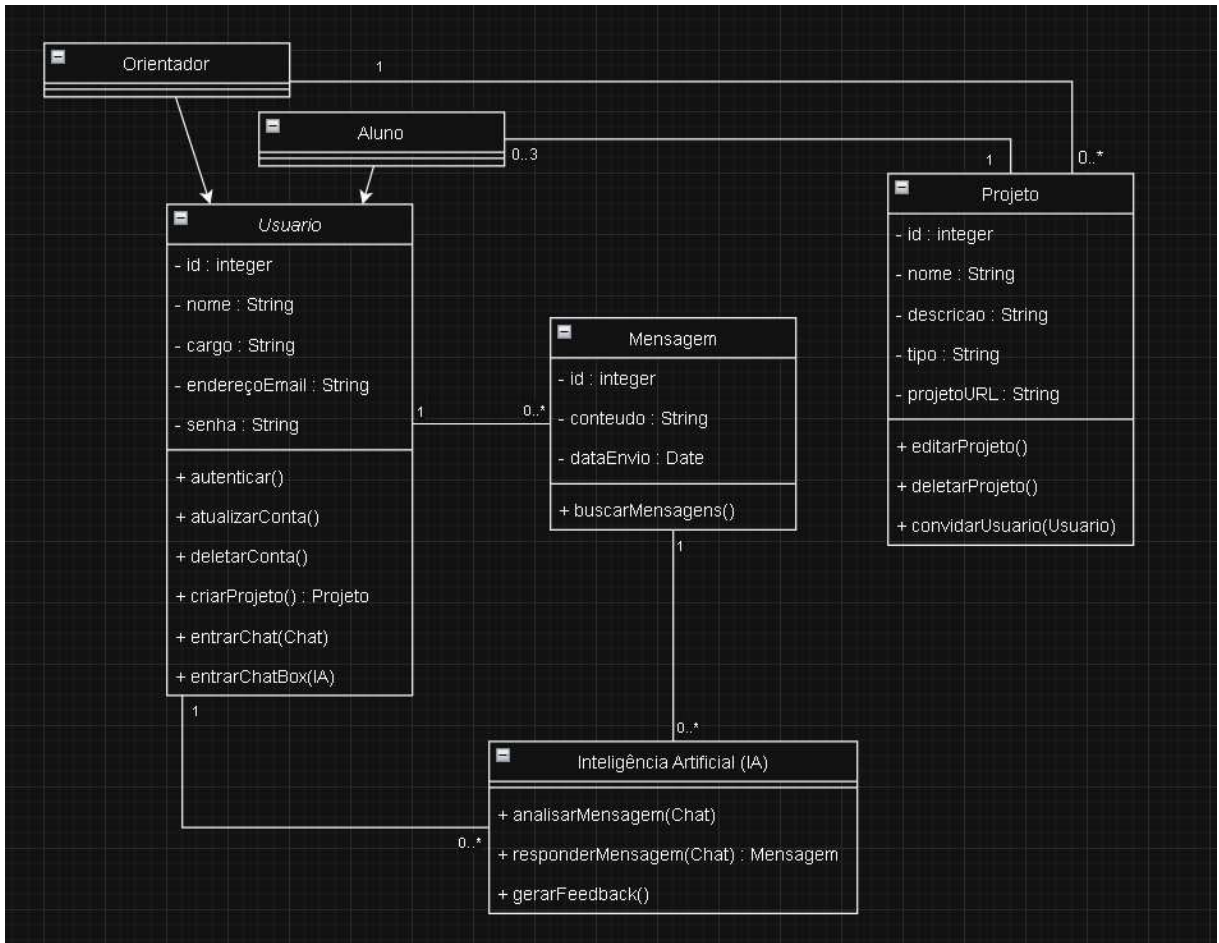 Orientador
1
Aluno
0..3
1
0..*
Projeto
- id : integer
- nome : String
- descricao : String
- tipo : String
- projetoURL : String
+ editarProjeto()
+ deletarProjeto()
+ convidarUsuario(Usuario)
Usuario
- id : integer
- nome : String
- cargo : String
- endereçoEmail : String
- senha : String
+ autenticar()
+ atualizarConta()
+ deletarConta()
+ criarProjeto() : Projeto
+ entrarChat(Chat)
+ entrarChatBox(IA)
1
0..*
Mensagem
- id : integer
- conteudo : String
- dataEnvio : Date
+ buscarMensagens()
1
0..*
1
0..*
Inteligência Artificial (IA)
+ analisarMensagem(Chat)
+ responderMensagem(Chat) : Mensagem
+ gerarFeedback()